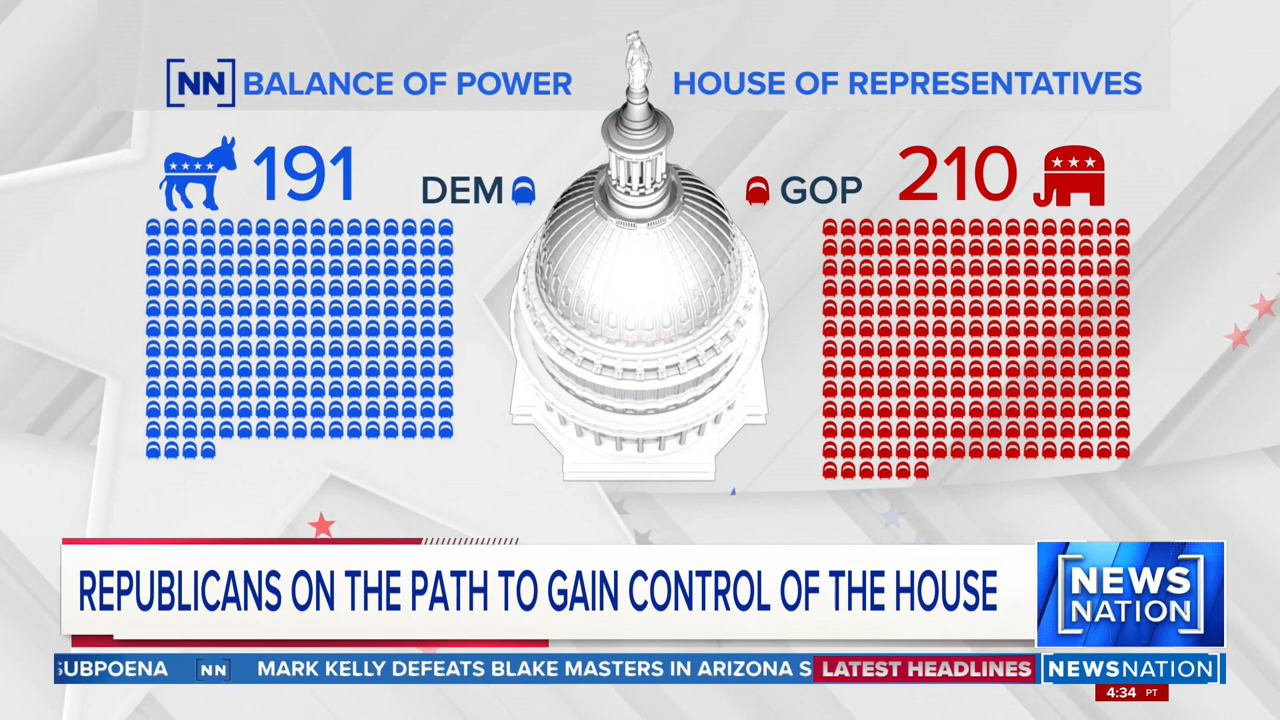 [NN] BALANCE OF POWER
HOUSE OF REPRESENTATIVES
191
DEM
GOP
210
REPUBLICANS ON THE PATH TO GAIN CONTROL OF THE HOUSE
NEWS
NATION
UBPOENA [NN] MARK KELLY DEFEATS BLAKE MASTERS IN ARIZONA S
LATEST HEADLINES
NEWSNATION
4:34 PT